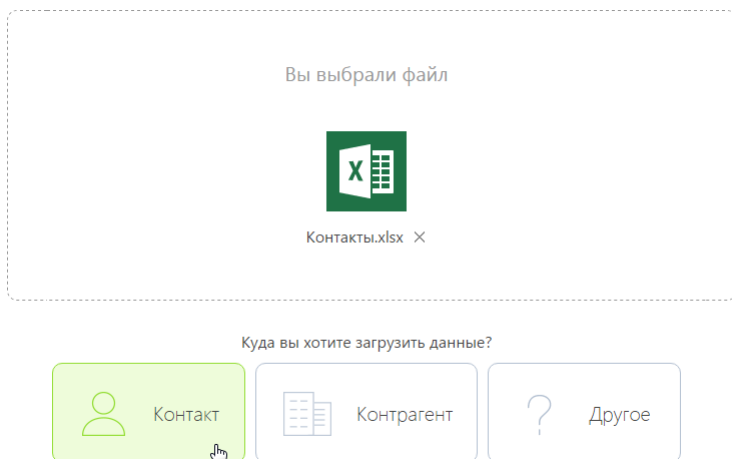 Вы выбрали файл
X
Контакты.xlsx
Куда вы хотите загрузить данные?
Контакт
Контрагент
Другое